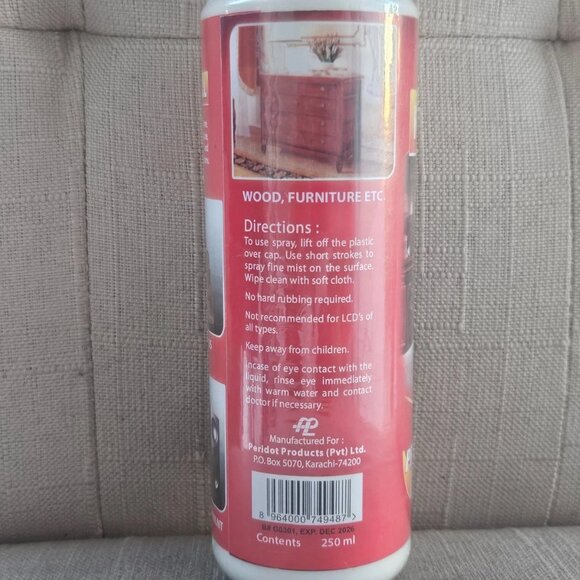 WOOD, FURNITURE ETC.
Directions :
To use spray, lift off the plastic
over cap. Use short strokes to
spray fine mist on the surface.
Wipe clean with soft cloth.
No hard rubbing required.
Not recommended for LCD's of
all types.
Keep away from children.
Incase of eye contact with the
liquid, rinse eye immediately
with warm water and contact
doctor if necessary.
Manufactured For :
Peridot Products (Pvt) Ltd.
P.O. Box 5070, Karachi-74200
8 964000 749487 >
B# G0301, EXP. DEC 2026
Contents 250 ml